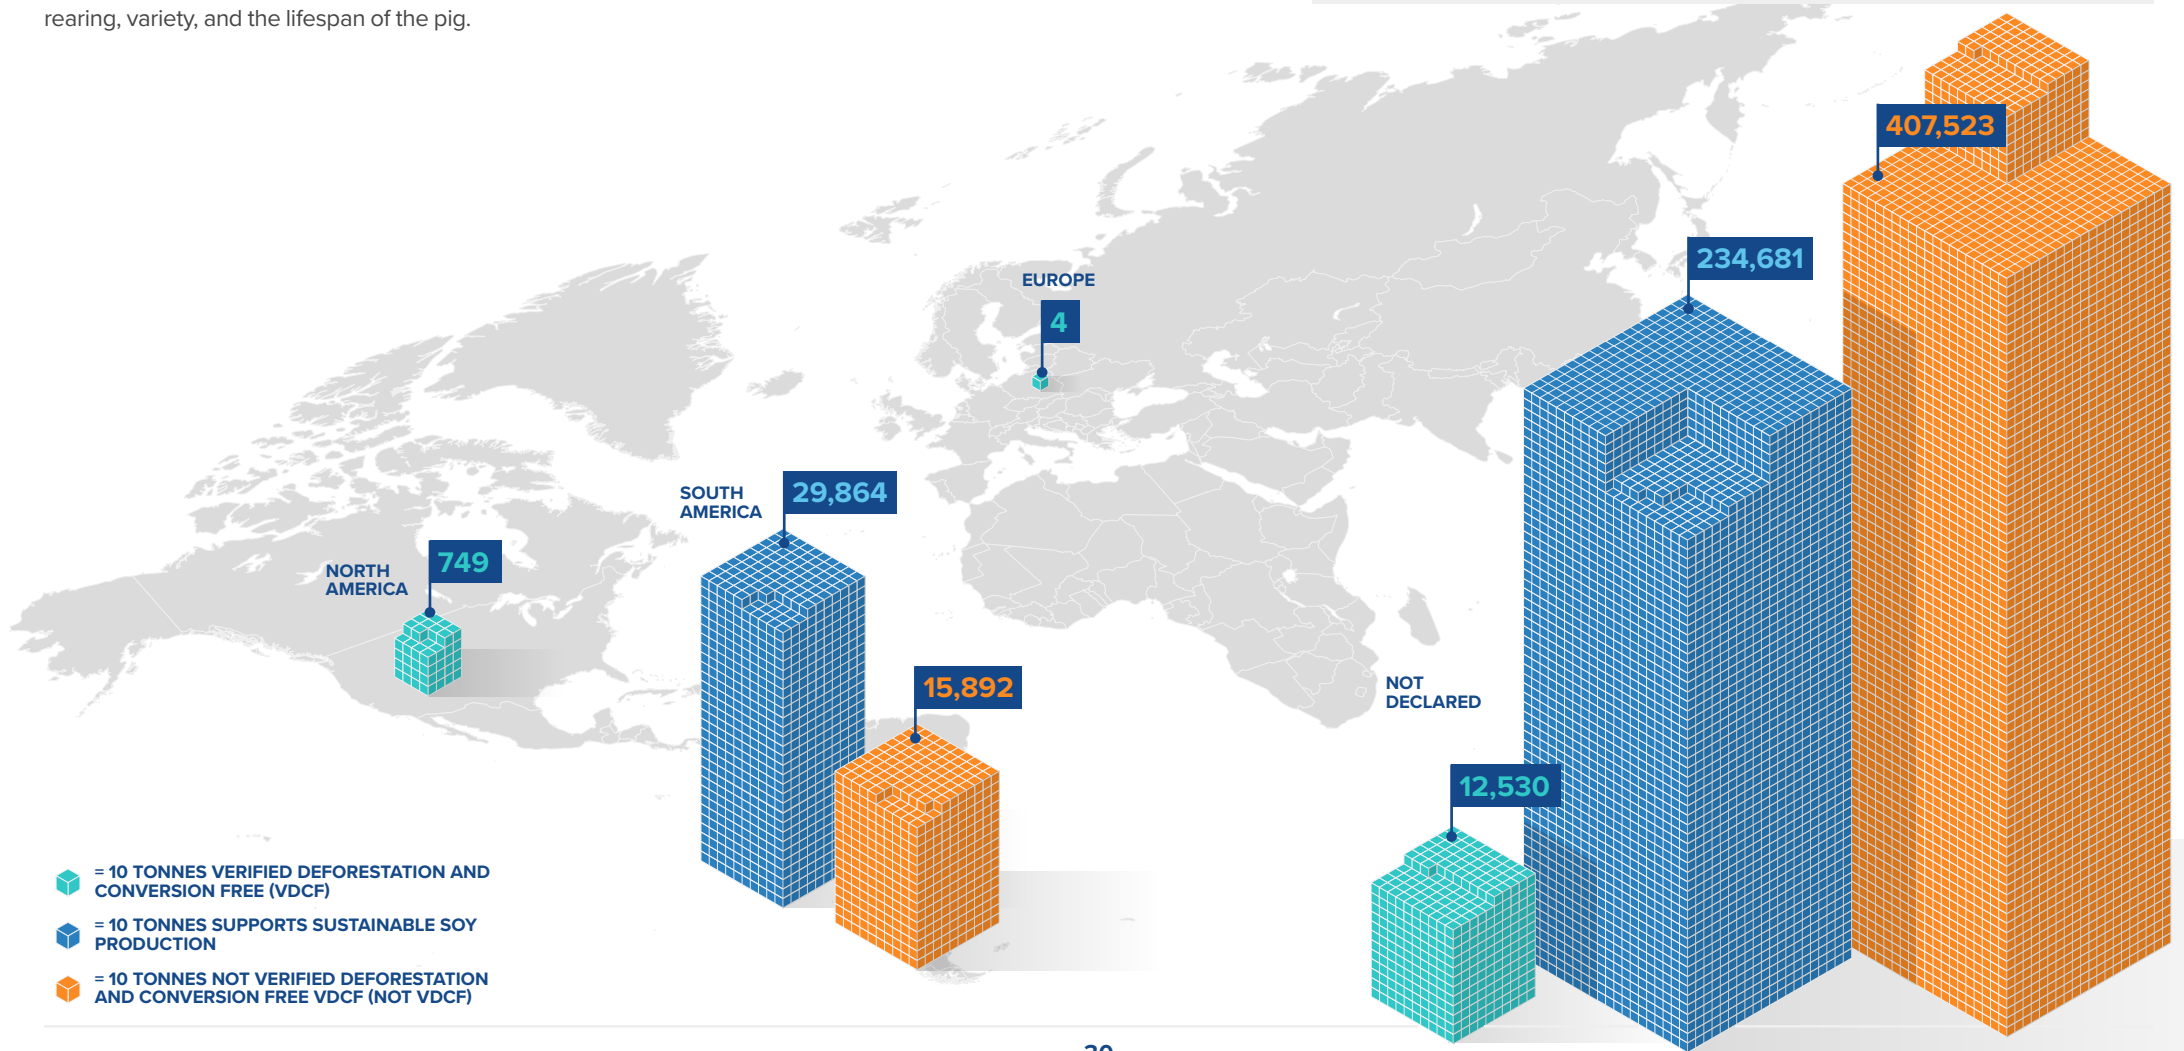 rearing, variety, and the lifespan of the pig.
407,523
234,681
EUROPE
4
SOUTH
AMERICA
29,864
NORTH
AMERICA
749
15,892
NOT
DECLARED
12,530
= 10 TONNES VERIFIED DEFORESTATION AND
CONVERSION FREE (VDCF)
= 10 TONNES SUPPORTS SUSTAINABLE SOY
PRODUCTION
= 10 TONNES NOT VERIFIED DEFORESTATION
AND CONVERSION FREE VDCF (NOT VDCF)